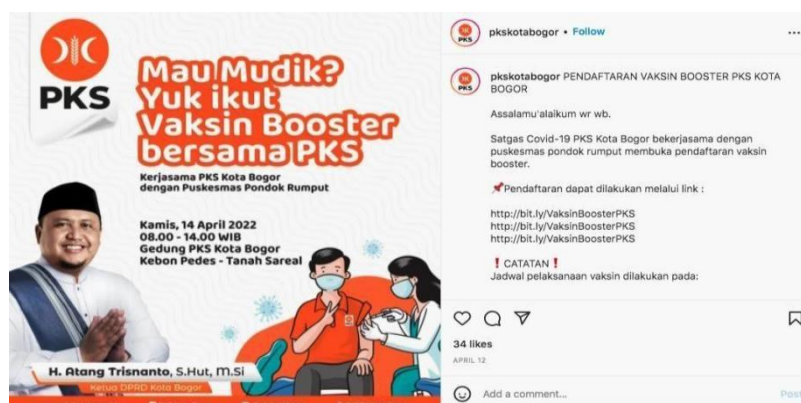 PKS
Mau Mudik?
Yuk ikut
Vaksin Booster
bersama PKS
Kerjasama PKS Kota Bogor
dengan Puskesmas Pondok Rumput
Kamis, 14 April 2022
08.00 - 14.00 WIB
Gedung PKS Kota Bogor
Kebon Pedes - Tanah Sareal
H. Atang Trisnanto, S.Hut, M.Si
Ketua DPRD Kota Bogor
PKS
pkskotabogor • Follow
PKS
pkskotabogor PENDAFTARAN VAKSIN BOOSTER PKS KOTA
BOGOR
Assalamu'alaikum wr wb.
Satgas Covid-19 PKS Kota Bogor bekerjasama dengan
puskesmas pondok rumput membuka pendaftaran vaksin
booster.
📌Pendaftaran dapat dilakukan melalui link :
http://bit.ly/VaksinBoosterPKS
http://bit.ly/VaksinBoosterPKS
http://bit.ly/VaksinBoosterPKS
❗CATATAN❗
Jadwal pelaksanaan vaksin dilakukan pada:
34 likes
APRIL 12
Add a comment...
Post